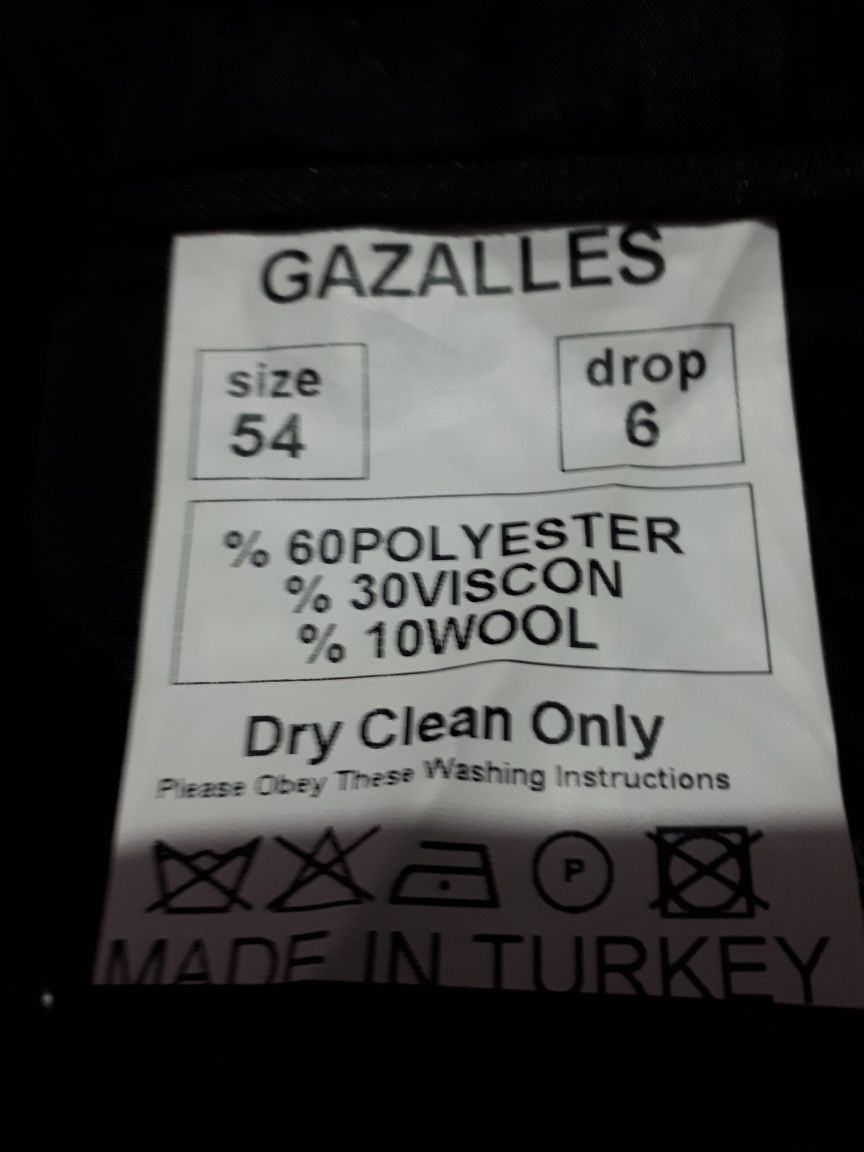 GAZALLES
size
54
drop
6
% 60POLYESTER
% 30VISCON
% 10WOOL
Dry Clean Only
Please Obey These Washing Instructions
P
MADE IN TURKEY